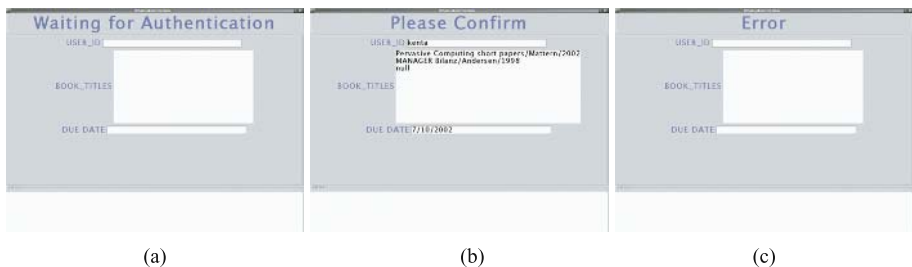 Waiting for Authentication
USER_ID
BOOK_TITLES
DUE DATE
(a)
Please Confirm
USER_ID kenta
Pervasive Computing short papers/Mattern/2002
MANAGER Bilanz/Andersen/1998
null
BOOK_TITLES
DUE DATE 7/10/2002
(b)
Error
USER_ID
BOOK_TITLES
DUE DATE
(c)